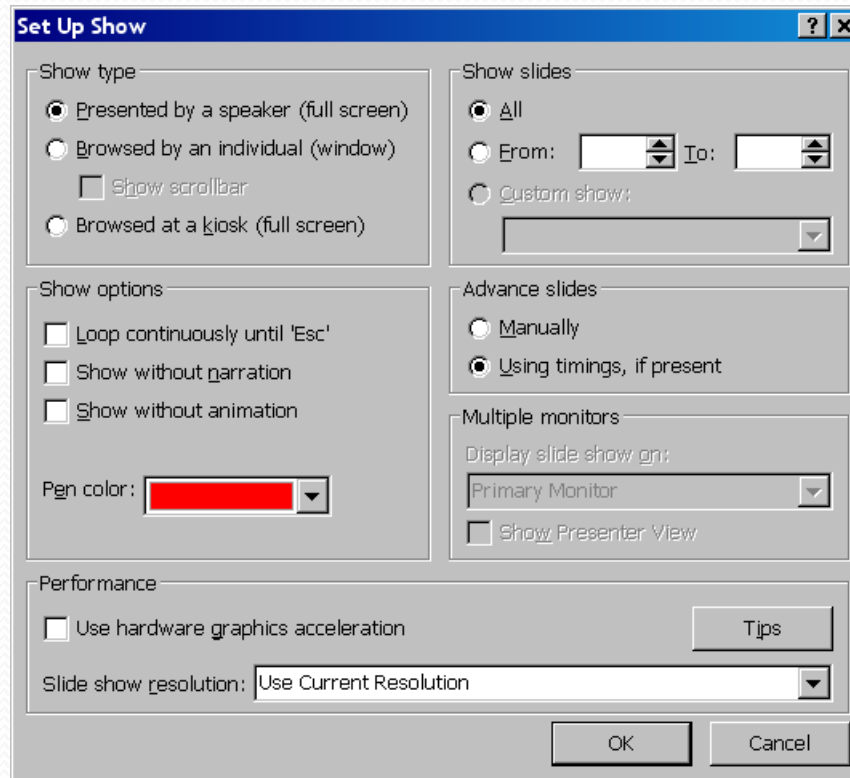 Set Up Show
Show type
Presented by a speaker (full screen)
Browsed by an individual (window)
Show scrollbar
Browsed at a kiosk (full screen)
Show slides
All
From: To:
Custom show:
Show options
Loop continuously until 'Esc'
Show without narration
Show without animation
Pen color:
Advance slides
Manually
Using timings, if present
Multiple monitors
Display slide show on:
Primary Monitor
Show Presenter View
Performance
Use hardware graphics acceleration
Tips
Slide show resolution: Use Current Resolution
OK Cancel